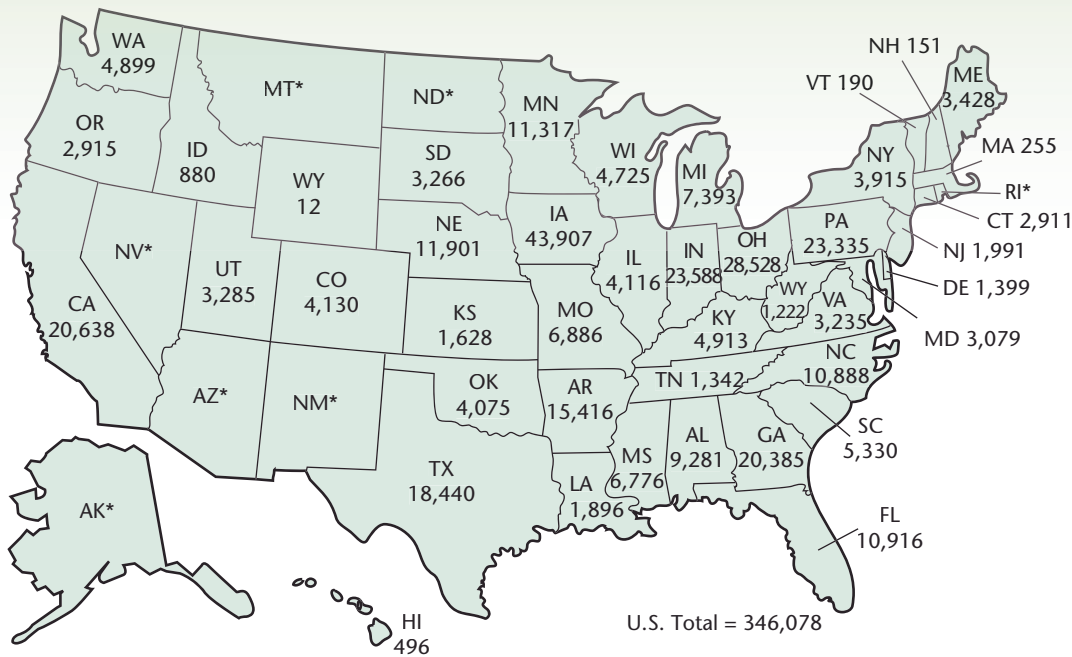 WA
4,899
OR
2,915
ID
880
MT*
ND*
MN
11,317
WY
12
SD
3,266
WI
4,725
MI
7,393
NH 151
VT 190
ME
3,428
NY
3,915
MA 255
RI*
CT 2,911
NJ 1,991
DE 1,399
MD 3,079
NV*
UT
3,285
CA
20,638
CO
4,130
NE
11,901
IA
43,907
IL
4,116
IN
23,588
OH
28,528
PA
23,335
WY
1,222
VA
3,235
KS
1,628
MO
6,886
KY
4,913
NC
10,888
TN 1,342
SC
5,330
AZ*
NM*
OK
4,075
AR
15,416
TX
18,440
LA
1,896
MS
6,776
AL
9,281
GA
20,385
FL
10,916
AK*
HI
496
U.S. Total = 346,078